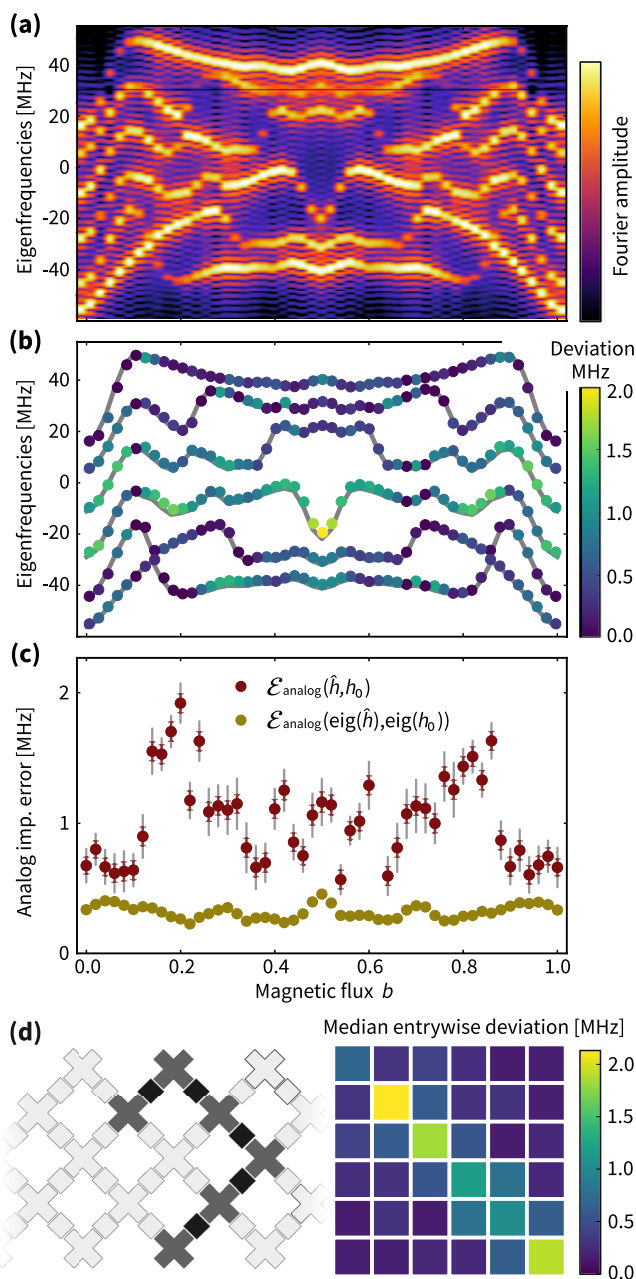 (a)
Eigenfrequencies [MHz]
40
20
0
-20
-40
Fourier amplitude
(b)
Eigenfrequencies [MHz]
40
20
0
-20
-40
Deviation
MHz
2.0
1.5
1.0
0.5
0.0
(c)
Analog imp. error [MHz]
2
1
0
ℰanalog(ĥ,h₀)
ℰanalog(eig(ĥ),eig(h₀))
0.0 0.2 0.4 0.6 0.8 1.0
Magnetic flux b
(d)
Median entrywise deviation [MHz]
2.0
1.5
1.0
0.5
0.0